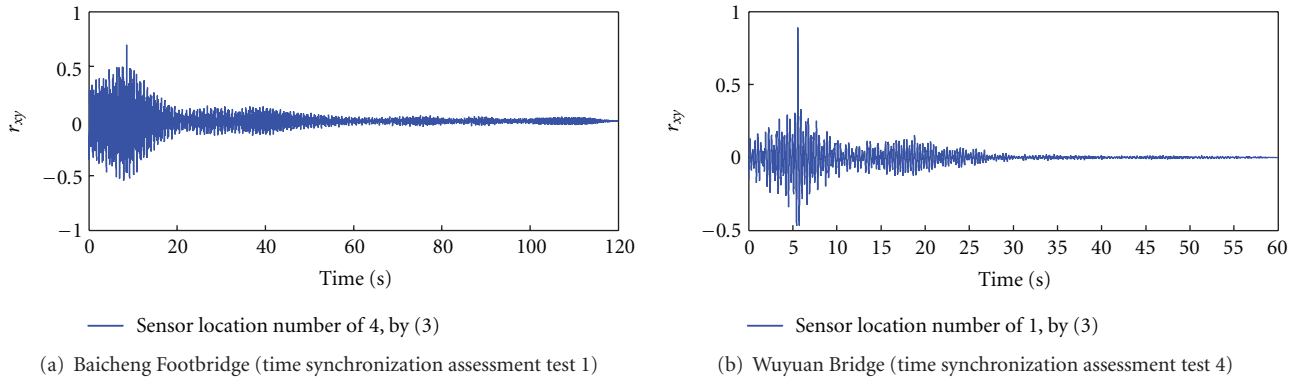 1
0.5
0
−0.5
−1
r_xy
0 20 40 60 80 100 120
Time (s)
Sensor location number of 4, by (3)
(a) Baicheng Footbridge (time synchronization assessment test 1)
1
0.5
0
−0.5
r_xy
0 5 10 15 20 25 30 35 40 45 50 55 60
Time (s)
Sensor location number of 1, by (3)
(b) Wuyuan Bridge (time synchronization assessment test 4)